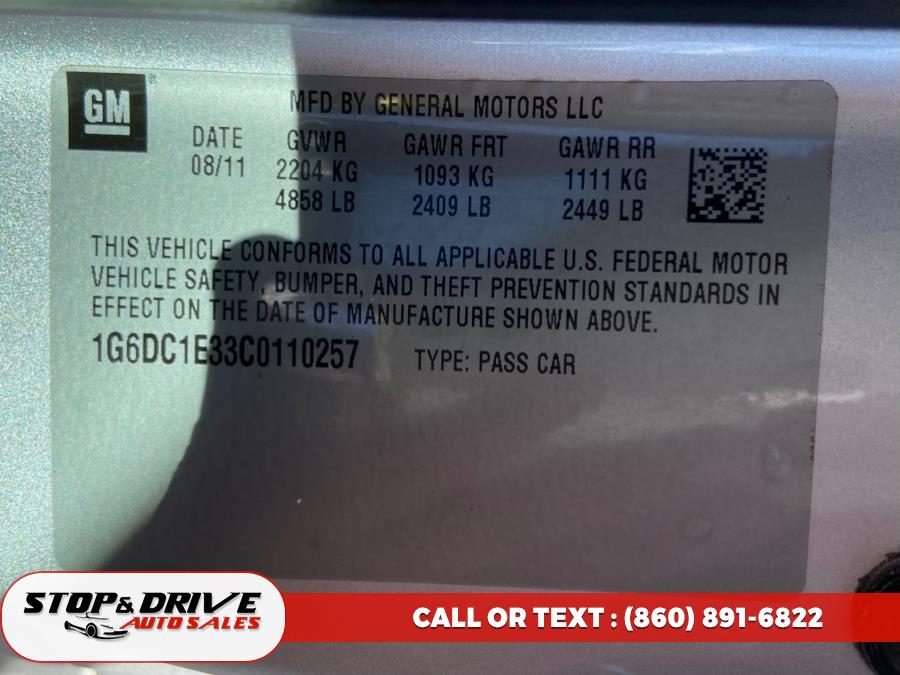 GM ®
MFD BY GENERAL MOTORS LLC
DATE GVWR GAWR FRT GAWR RR
08/11 2204 KG 1093 KG 1111 KG
4858 LB 2409 LB 2449 LB
THIS VEHICLE CONFORMS TO ALL APPLICABLE U.S. FEDERAL MOTOR
VEHICLE SAFETY, BUMPER, AND THEFT PREVENTION STANDARDS IN
EFFECT ON THE DATE OF MANUFACTURE SHOWN ABOVE.
1G6DC1E33C0110257 TYPE: PASS CAR
STOP & DRIVE
AUTO SALES
CALL OR TEXT : (860) 891-6822